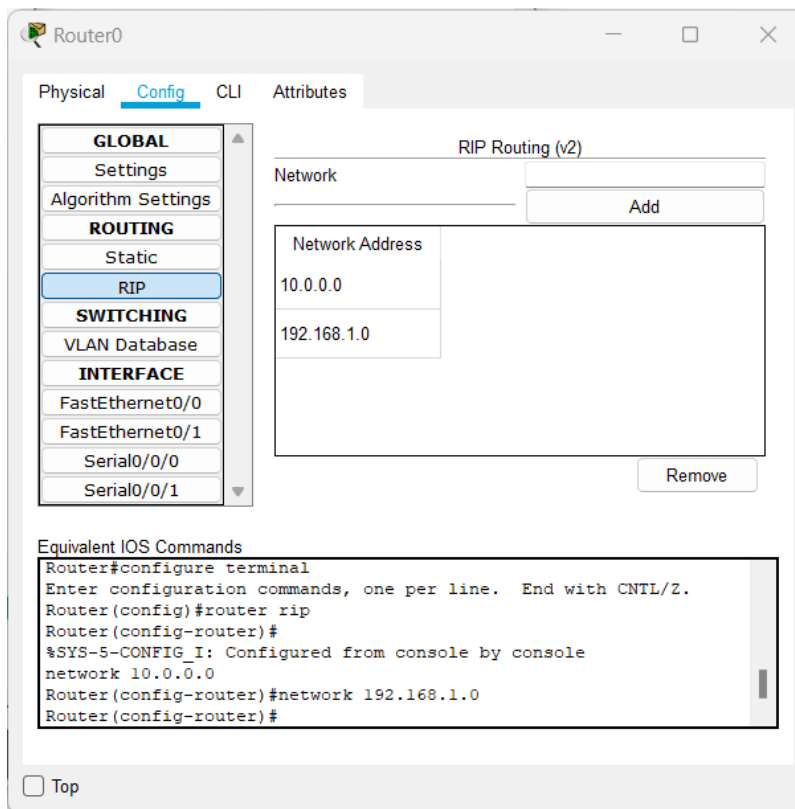 Router0
Physical Config CLI Attributes
GLOBAL
Settings
Algorithm Settings
ROUTING
Static
RIP
SWITCHING
VLAN Database
INTERFACE
FastEthernet0/0
FastEthernet0/1
Serial0/0/0
Serial0/0/1
RIP Routing (v2)
Network
Add
Network Address
10.0.0.0
192.168.1.0
Remove
Equivalent IOS Commands
Router#configure terminal
Enter configuration commands, one per line.  End with CNTL/Z.
Router(config)#router rip
Router(config-router)#
%SYS-5-CONFIG_I: Configured from console by console
network 10.0.0.0
Router(config-router)#network 192.168.1.0
Router(config-router)#
Top